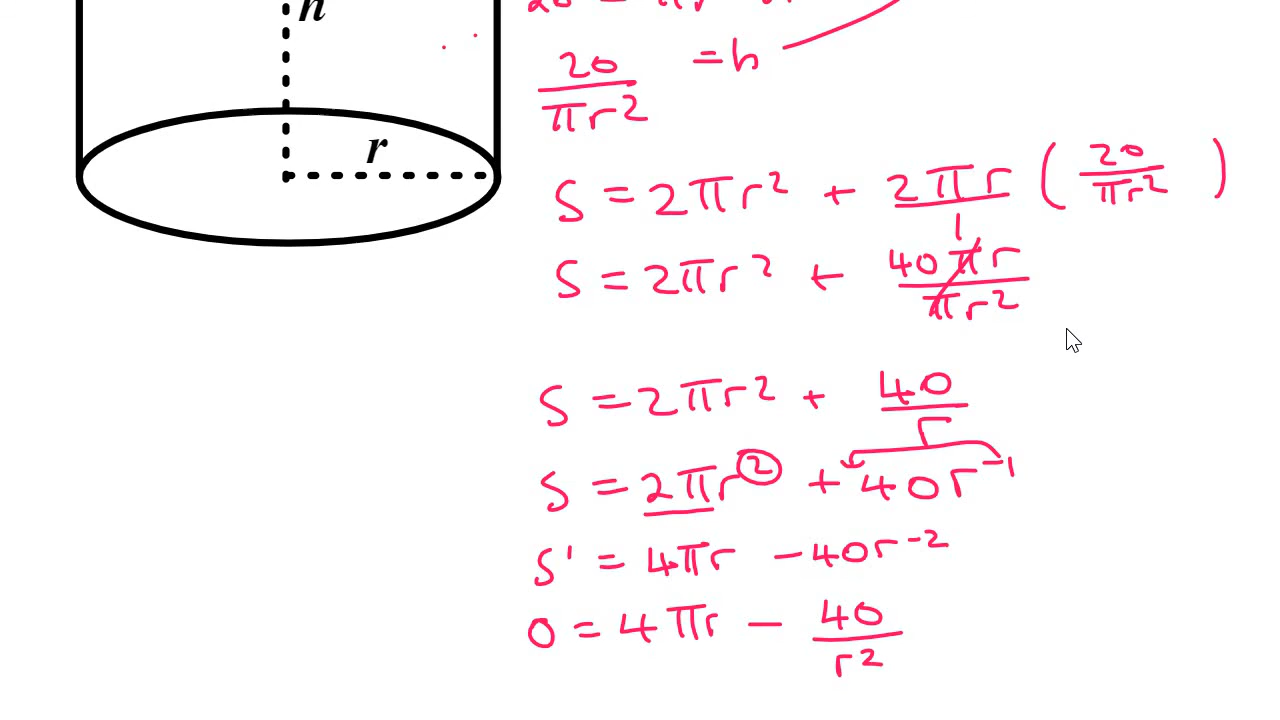 h
r
20/πr² = h
S = 2πr² + 2πr/1 (20/πr²)
S = 2πr² + 40πr/πr²
S = 2πr² + 40/r
S = 2πr² + 40r⁻¹
S' = 4πr - 40r⁻²
0 = 4πr - 40/r²